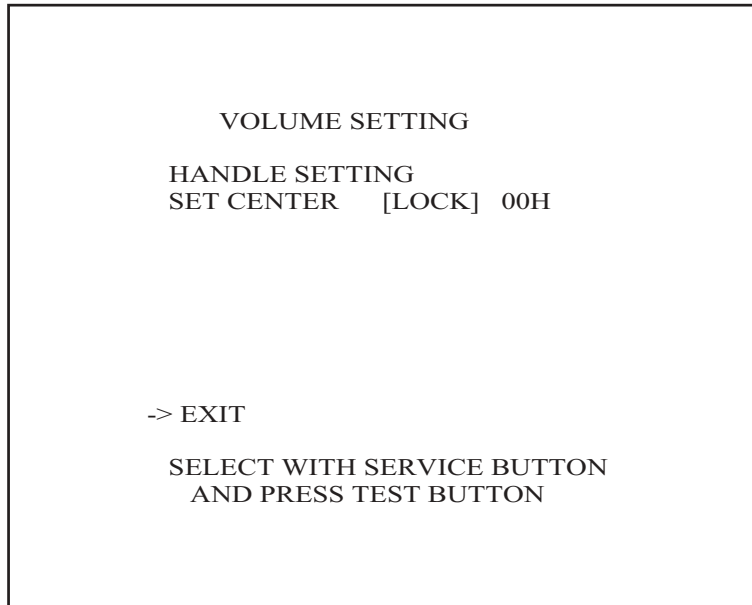 VOLUME SETTING
HANDLE SETTING
SET CENTER [LOCK] 00H
-> EXIT
SELECT WITH SERVICE BUTTON
AND PRESS TEST BUTTON